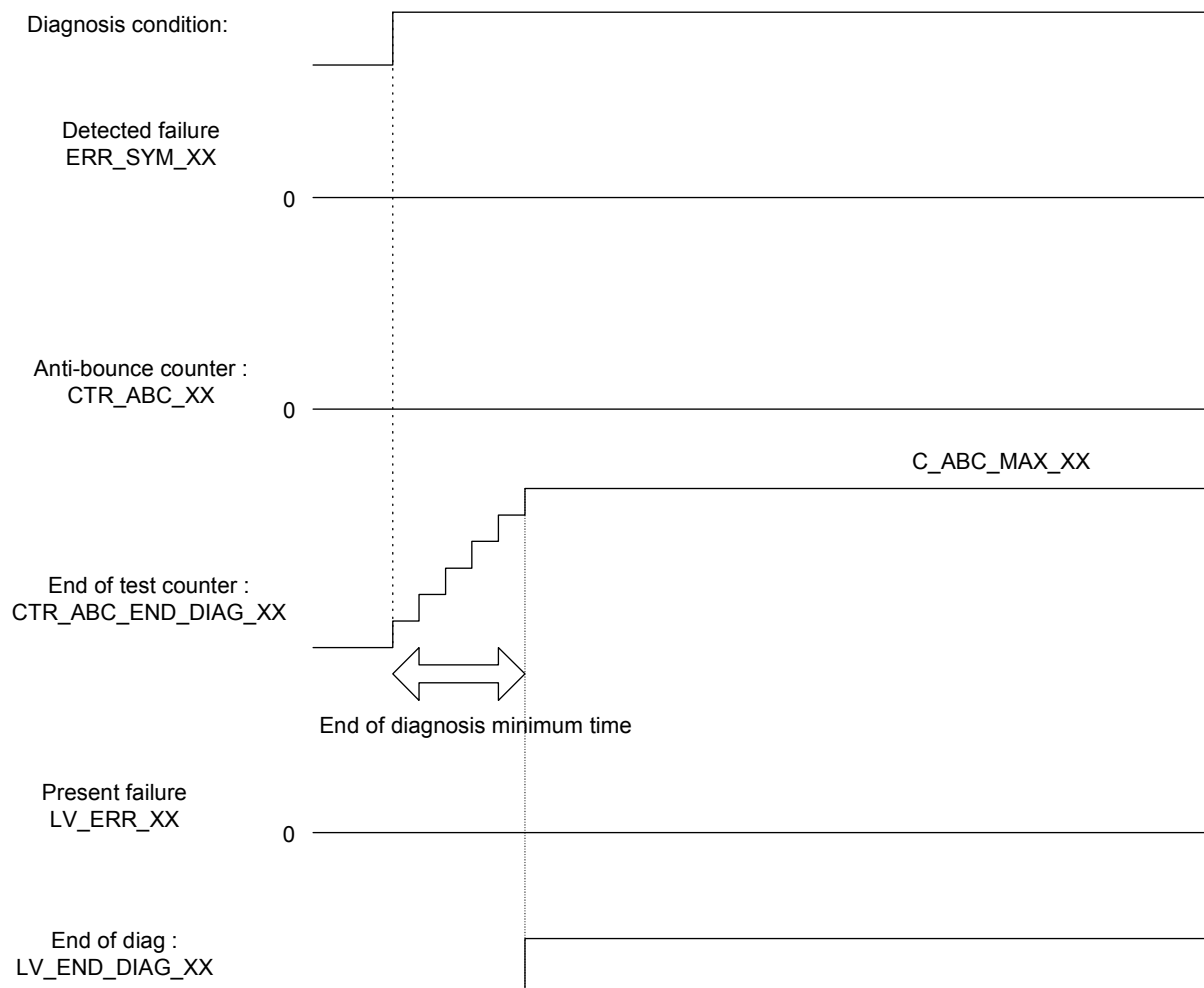 Diagnosis condition:
Detected failure
ERR_SYM_XX
0
Anti-bounce counter :
CTR_ABC_XX
0
C_ABC_MAX_XX
End of test counter :
CTR_ABC_END_DIAG_XX
End of diagnosis minimum time
Present failure
LV_ERR_XX
0
End of diag :
LV_END_DIAG_XX